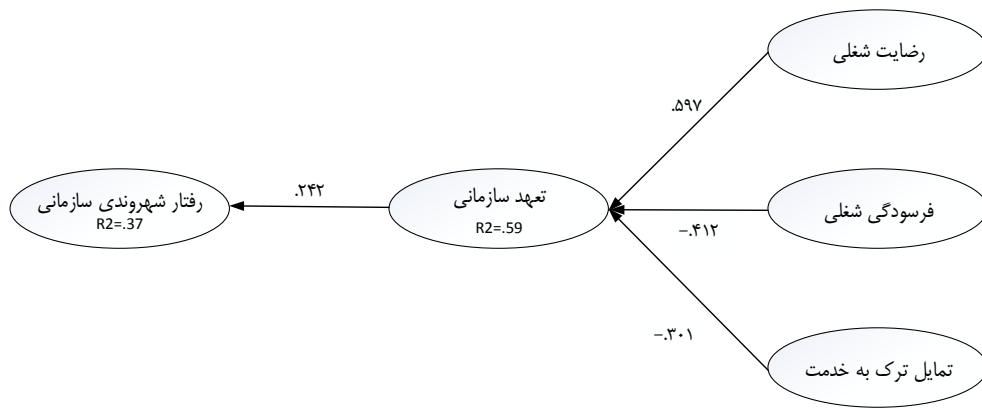 رضایت شغلی
.۵۹۷
رفتار شهروندی سازمانی
R2=.37
.۲۴۲
تعهد سازمانی
R2=.59
-.۴۱۲
فرسودگی شغلی
-.۳۰۱
تمایل ترک به خدمت